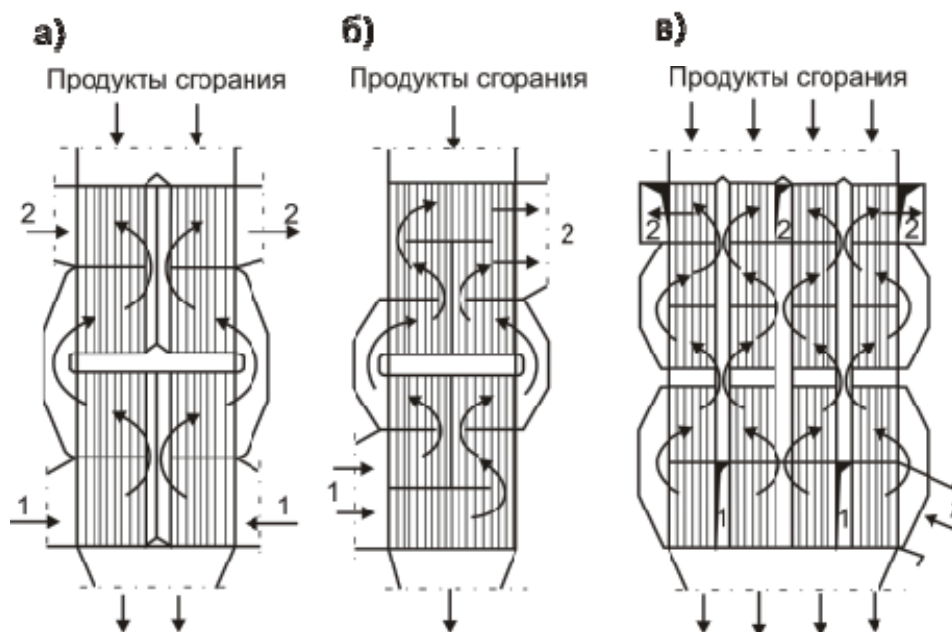 а) б) в)
Продукты сгорания Продукты сгорания Продукты сгорания
2 2 2 2 2 2
1 1 1 1 1